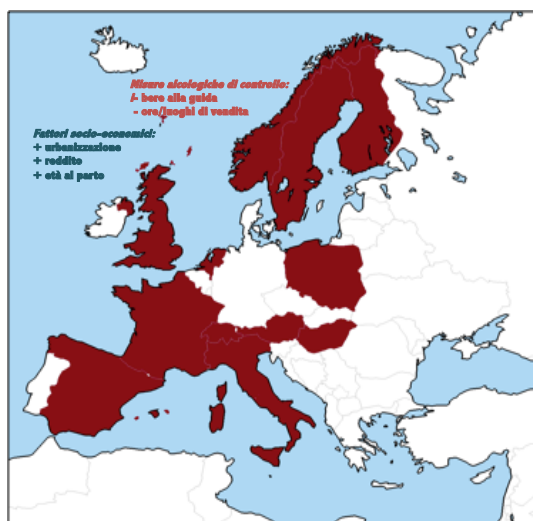 Misure alcologiche di controllo:
/- bere alla guida
- ore/luoghi di vendita
Fattori socio-economici:
+ urbanizzazione
+ reddito
+ età al parto